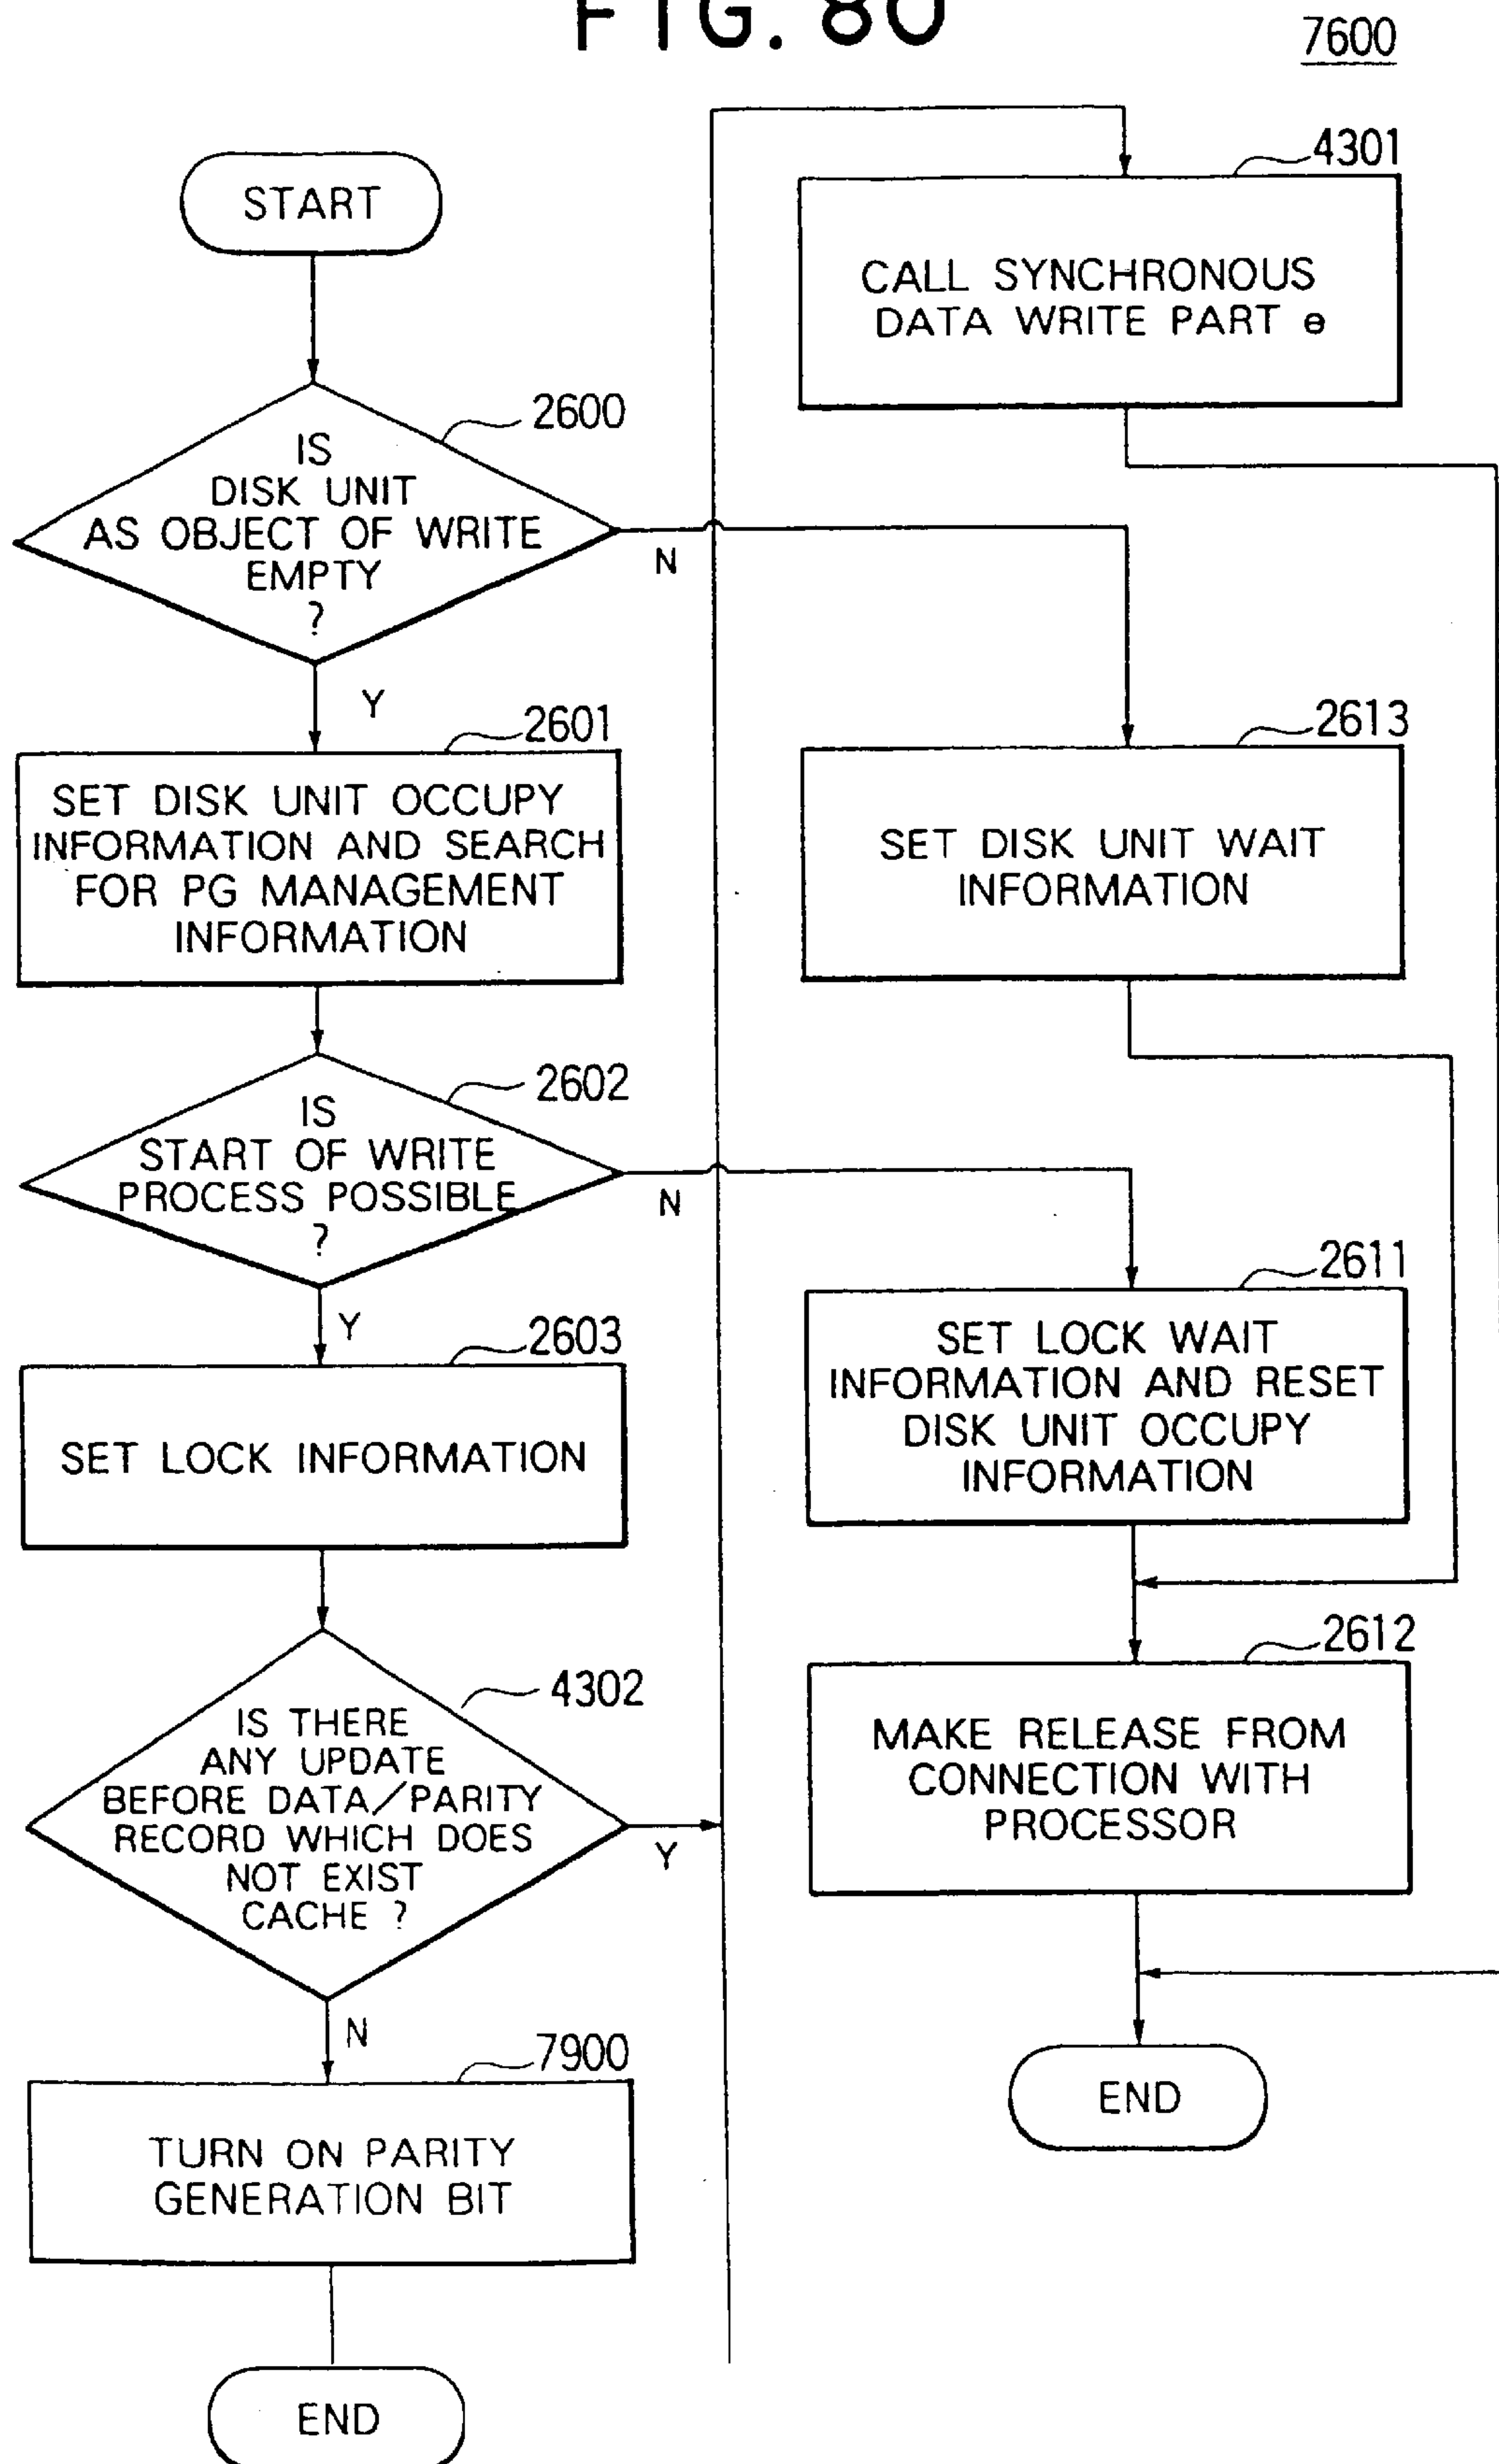 FIG. 80
7600
START
2600
IS
DISK UNIT
AS OBJECT OF WRITE
EMPTY
?
N
Y
2601
SET DISK UNIT OCCUPY
INFORMATION AND SEARCH
FOR PG MANAGEMENT
INFORMATION
2602
IS
START OF WRITE
PROCESS POSSIBLE
?
N
Y
2603
SET LOCK INFORMATION
4302
IS THERE
ANY UPDATE
BEFORE DATA/PARITY
RECORD WHICH DOES
NOT EXIST
CACHE ?
Y
N
7900
TURN ON PARITY
GENERATION BIT
END
4301
CALL SYNCHRONOUS
DATA WRITE PART e
2613
SET DISK UNIT WAIT
INFORMATION
2611
SET LOCK WAIT
INFORMATION AND RESET
DISK UNIT OCCUPY
INFORMATION
2612
MAKE RELEASE FROM
CONNECTION WITH
PROCESSOR
END